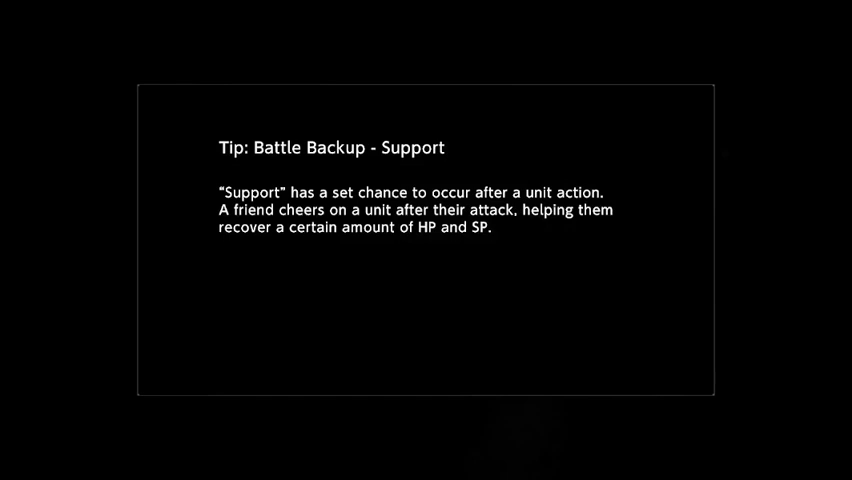 Tip: Battle Backup - Support
“Support” has a set chance to occur after a unit action.
A friend cheers on a unit after their attack, helping them
recover a certain amount of HP and SP.